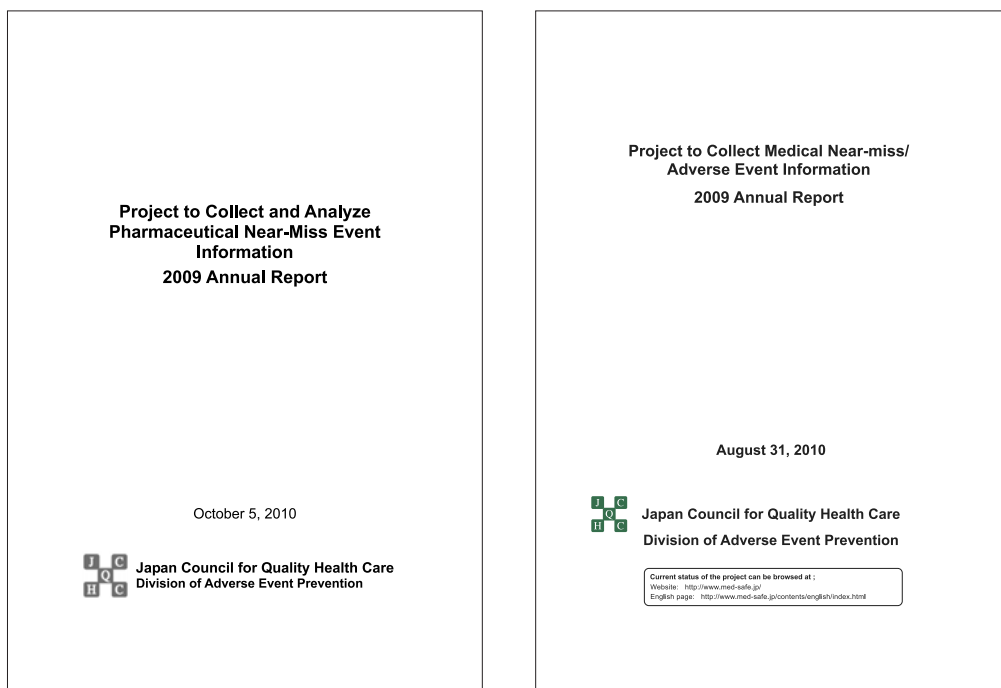 Project to Collect and Analyze
Pharmaceutical Near-Miss Event
Information
2009 Annual Report
October 5, 2010
J C
Q
H C
Japan Council for Quality Health Care
Division of Adverse Event Prevention
Project to Collect Medical Near-miss/
Adverse Event Information
2009 Annual Report
August 31, 2010
J C
Q
H C
Japan Council for Quality Health Care
Division of Adverse Event Prevention
Current status of the project can be browsed at ;
Website: http://www.med-safe.jp/
English page: http://www.med-safe.jp/contents/english/index.html